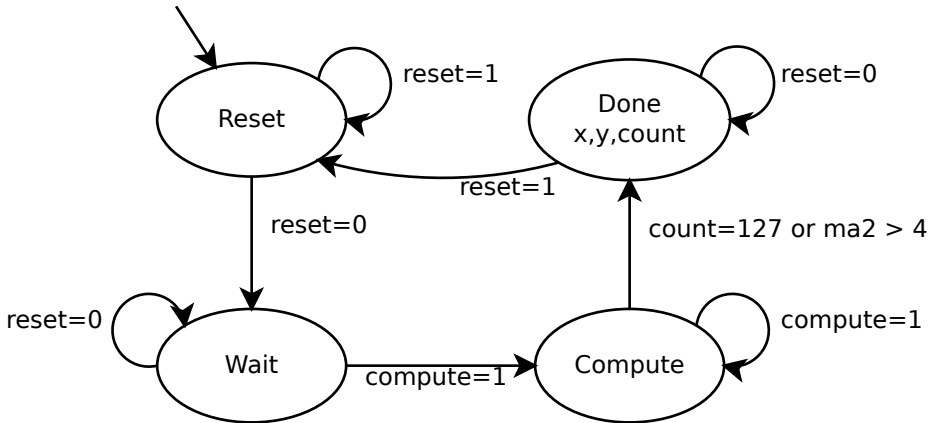 reset=1
Reset
Done
x,y,count
reset=0
reset=1
reset=0
count=127 or ma2 > 4
reset=0
Wait
compute=1
Compute
compute=1